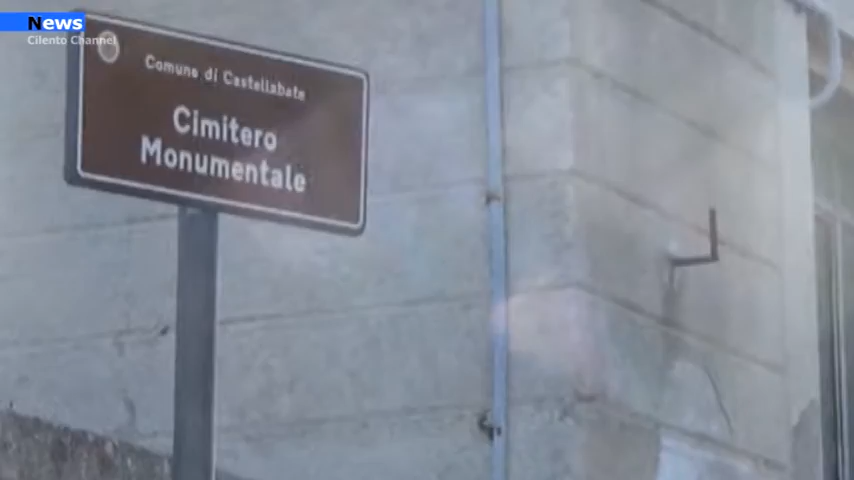 News
Cilento Channel
Comune di Castellabate
Cimitero
Monumentale